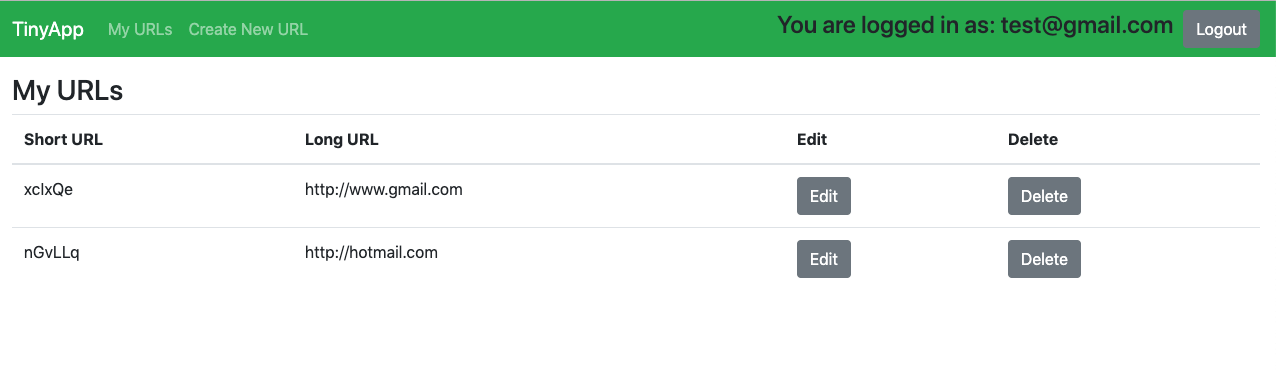 TinyApp My URLs Create New URL You are logged in as: test@gmail.com Logout
My URLs
Short URL Long URL Edit Delete
xclxQe http://www.gmail.com Edit Delete
nGvLLq http://hotmail.com Edit Delete